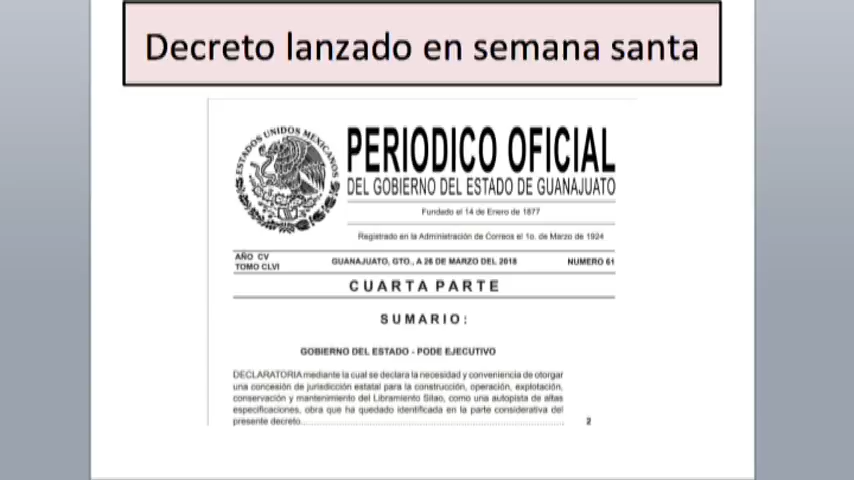 Decreto lanzado en semana santa
ESTADOS UNIDOS MEXICANOS
PERIODICO OFICIAL
DEL GOBIERNO DEL ESTADO DE GUANAJUATO
Fundado el 14 de Enero de 1877
Registrado en la Administración de Correos el 1o. de Marzo de 1924
AÑO CV
TOMO CLVI
GUANAJUATO, GTO., A 26 DE MARZO DEL 2018
NUMERO 61
CUARTA PARTE
SUMARIO:
GOBIERNO DEL ESTADO - PODE EJECUTIVO
DECLARATORIA mediante la cual se declara la necesidad y conveniencia de otorgar
una concesión de jurisdicción estatal para la construcción, operación, explotación,
conservación y mantenimiento del Libramiento Silao, como una autopista de altas
especificaciones, obra que ha quedado identificada en la parte considerativa del
presente decreto.................................................................... 2